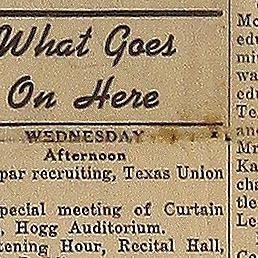 What Goes
On Here
WEDNESDAY
Afternoon
par recruiting, Texas Union
pecial meeting of Curtain
, Hogg Auditorium.
tening Hour, Recital Hall,